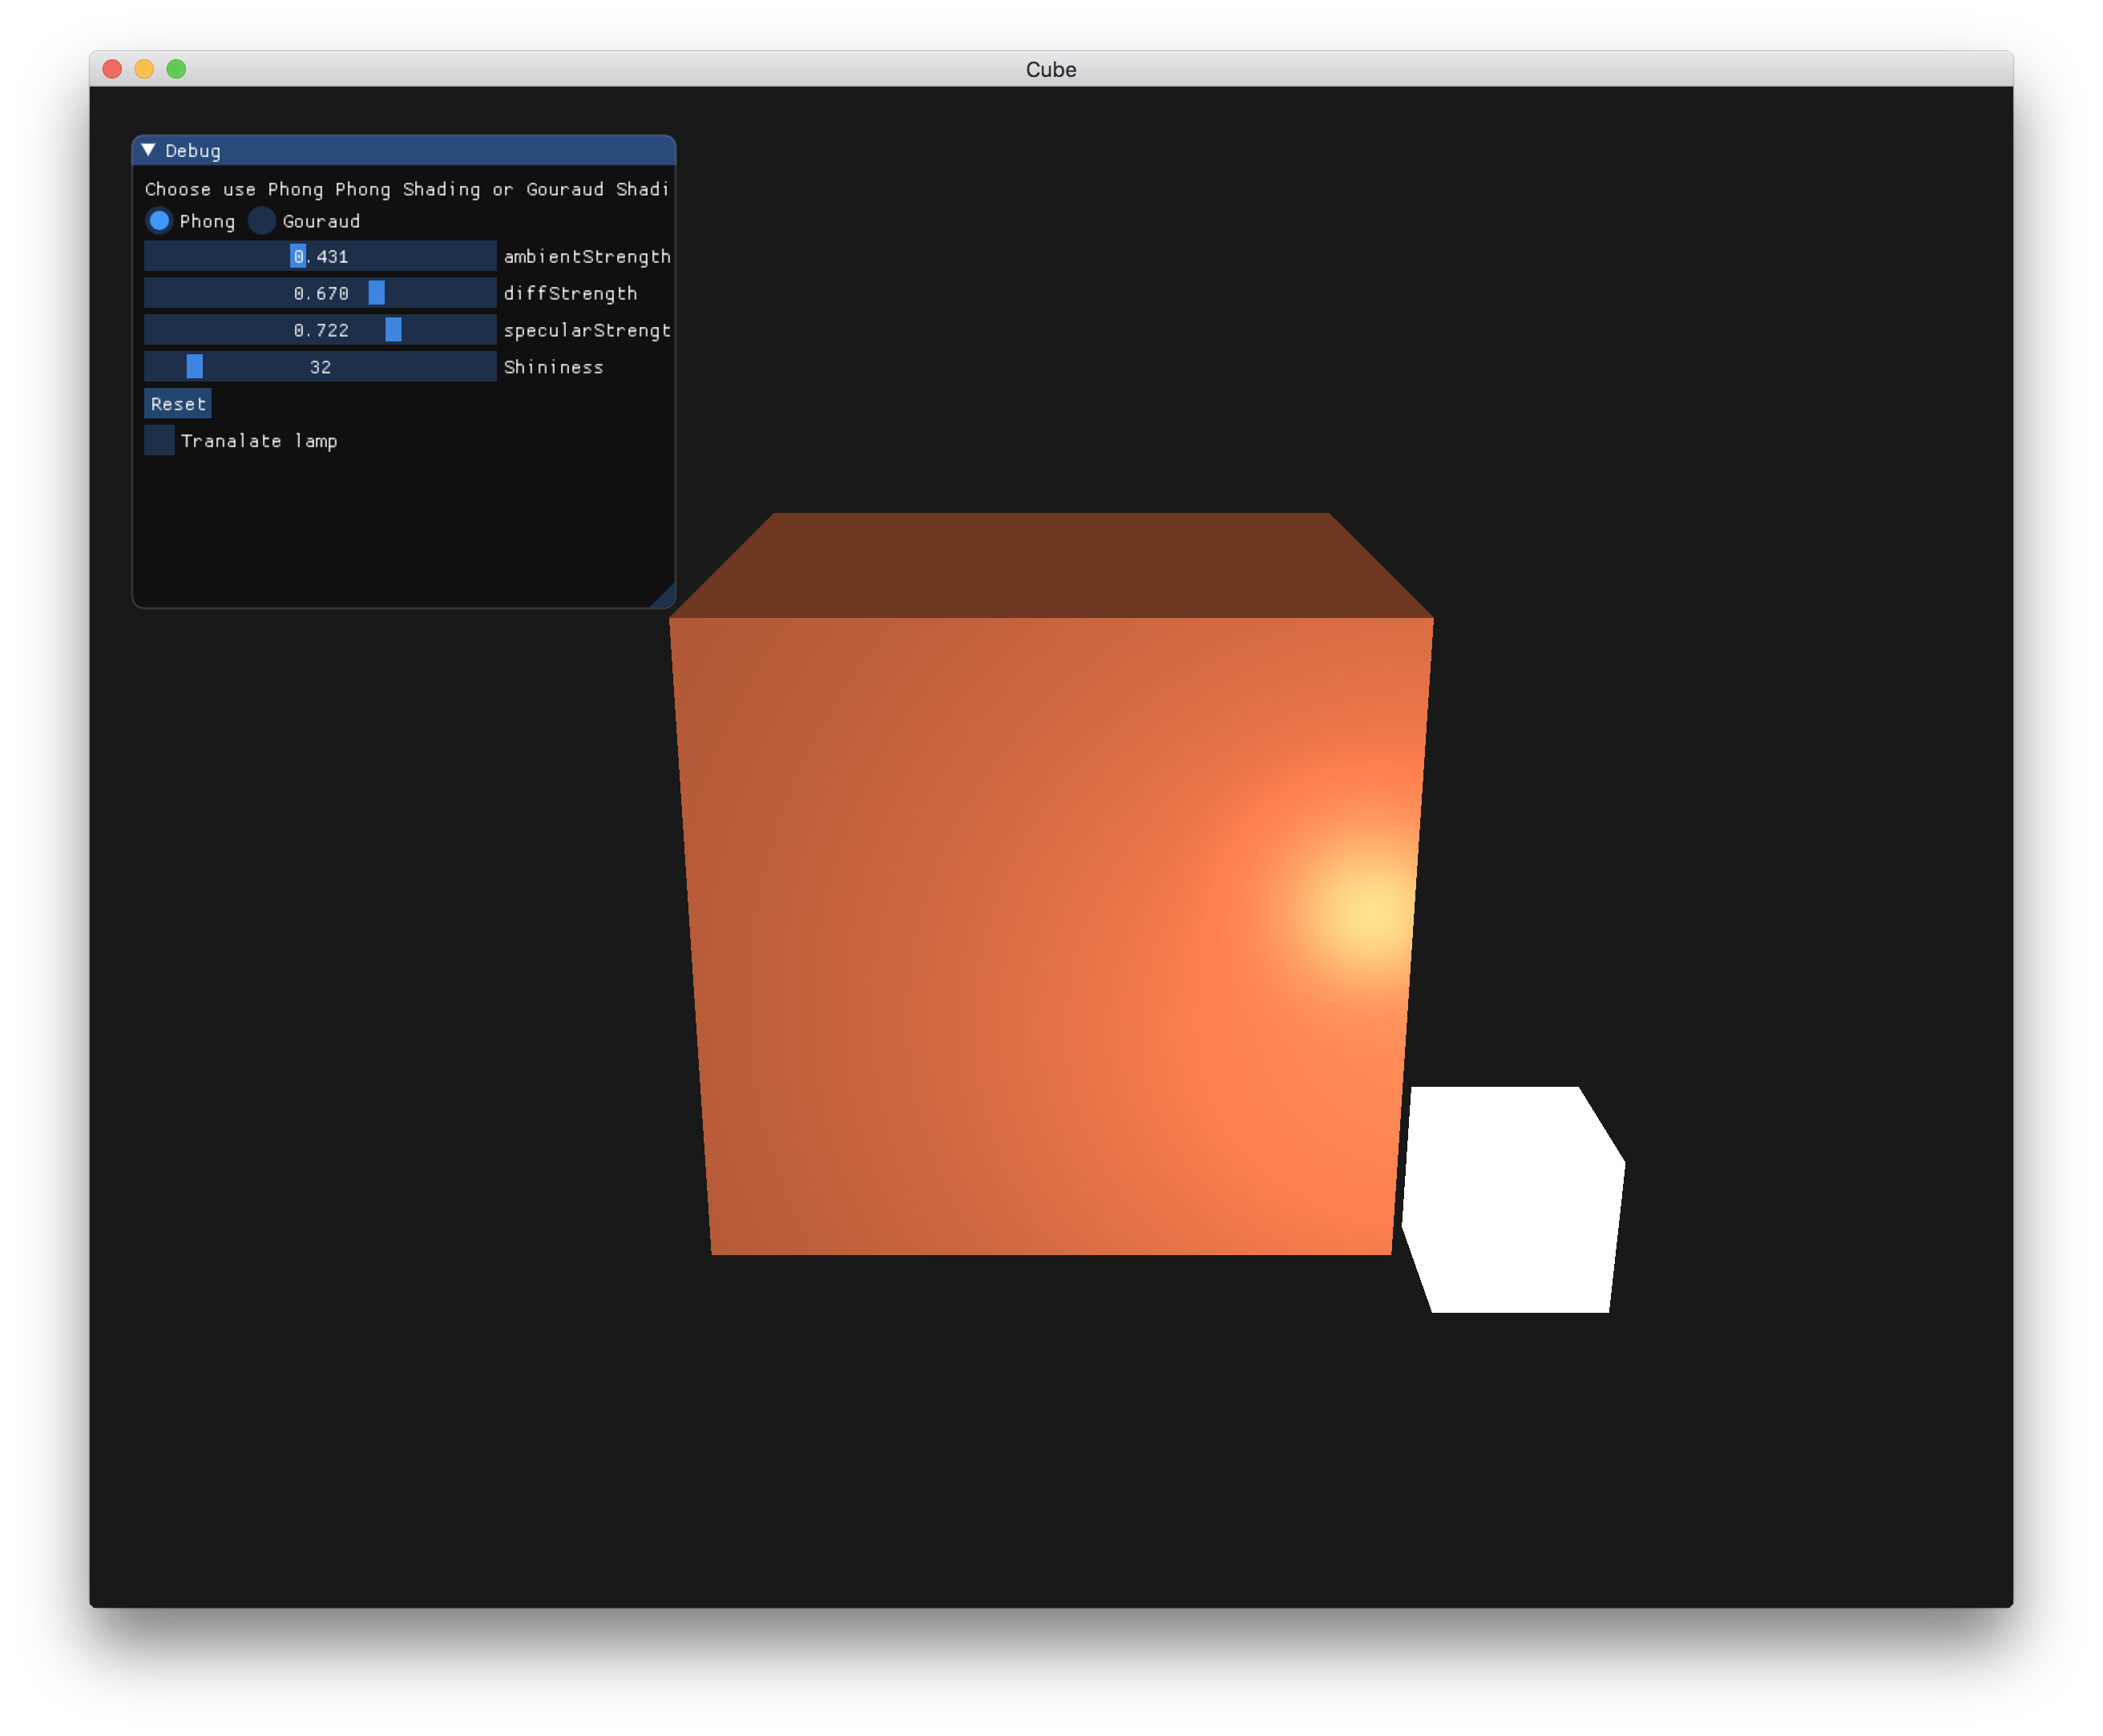 Cube
Debug
Choose use Phong Phong Shading or Gouraud Shadi
Phong Gouraud
0.431 ambientStrength
0.670 diffStrength
0.722 specularStrengt
32 Shininess
Reset
Tranalate lamp